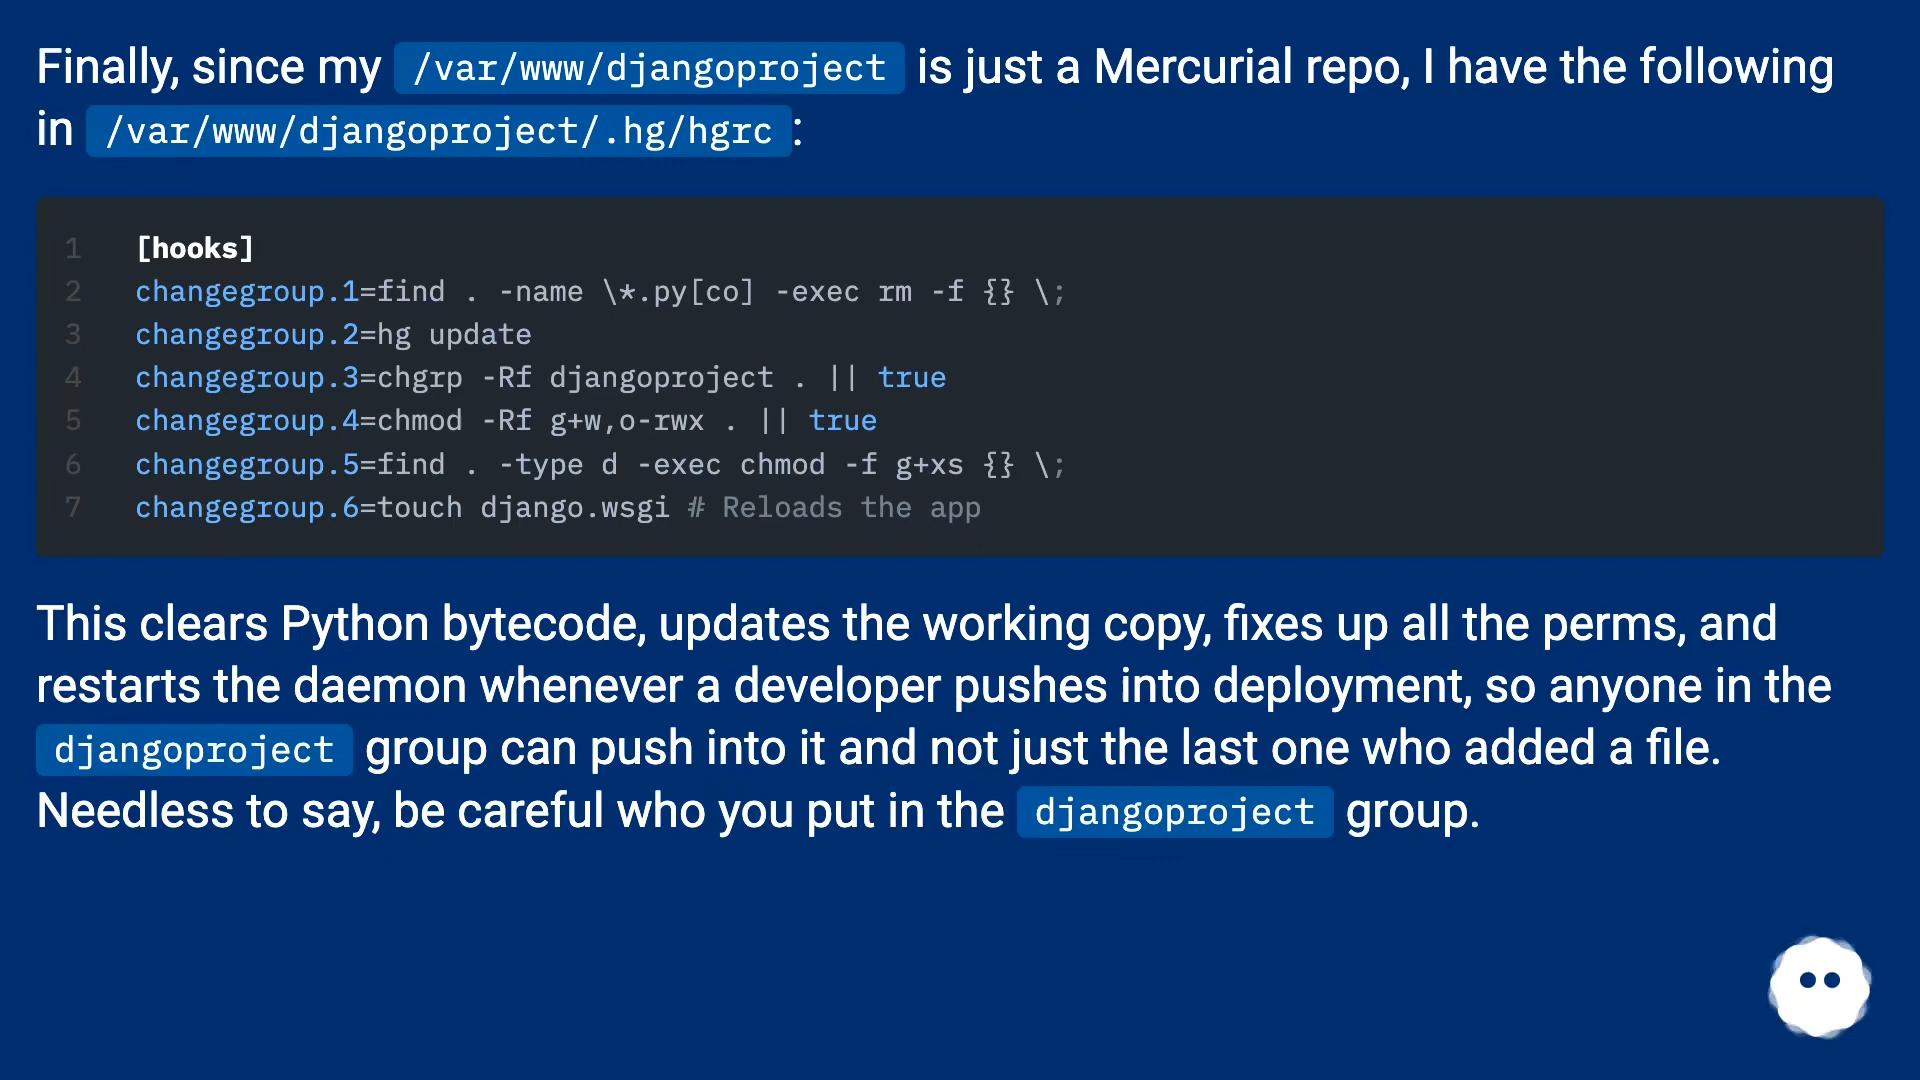 Finally, since my /var/www/djangoproject is just a Mercurial repo, I have the following
in /var/www/djangoproject/.hg/hgrc:
1 [hooks]
2 changegroup.1=find . -name \*.py[co] -exec rm -f {} \;
3 changegroup.2=hg update
4 changegroup.3=chgrp -Rf djangoproject . || true
5 changegroup.4=chmod -Rf g+w,o-rwx . || true
6 changegroup.5=find . -type d -exec chmod -f g+xs {} \;
7 changegroup.6=touch django.wsgi # Reloads the app
This clears Python bytecode, updates the working copy, fixes up all the perms, and
restarts the daemon whenever a developer pushes into deployment, so anyone in the
djangoproject group can push into it and not just the last one who added a file.
Needless to say, be careful who you put in the djangoproject group.